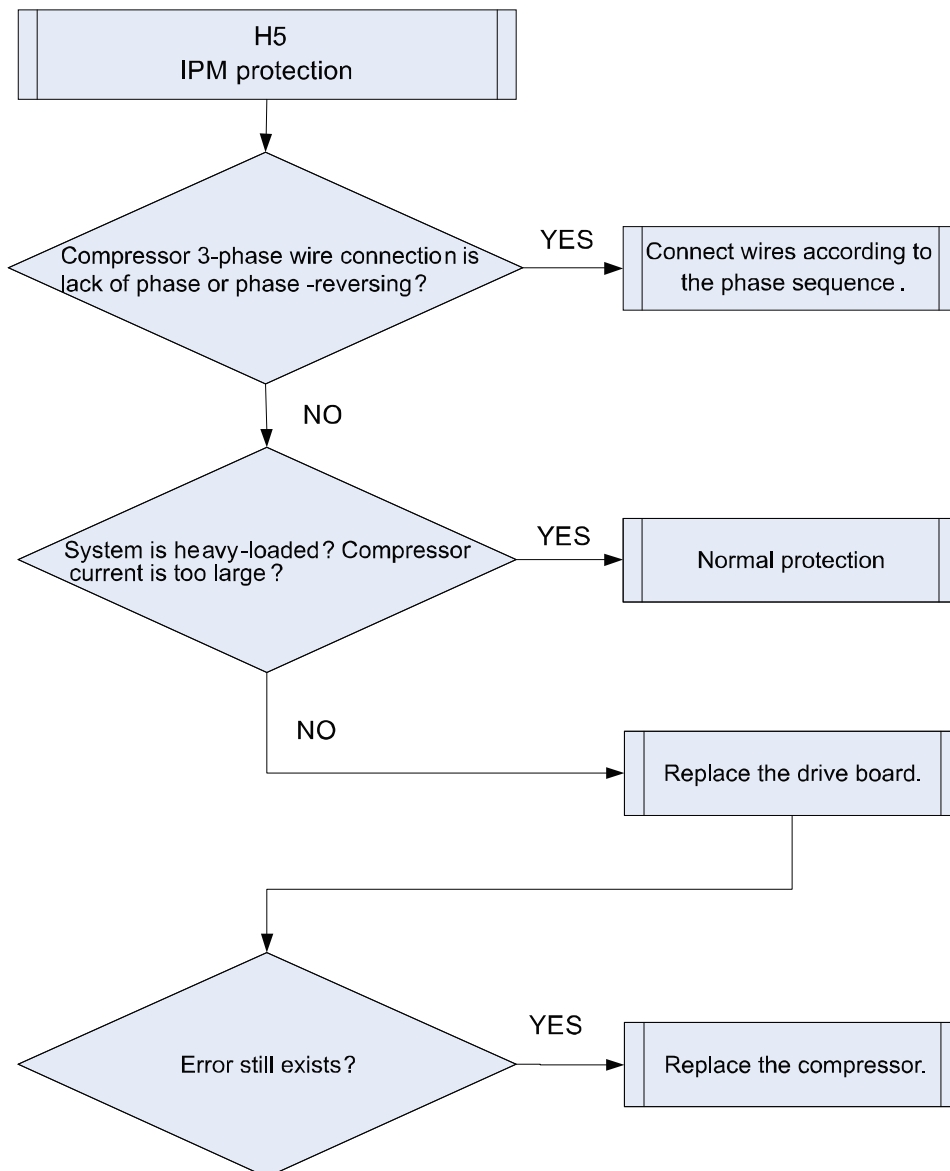 H5
IPM protection
Compressor 3-phase wire connection is
lack of phase or phase -reversing?
YES
Connect wires according to
the phase sequence.
NO
System is heavy-loaded? Compressor
current is too large?
YES
Normal protection
NO
Replace the drive board.
Error still exists?
YES
Replace the compressor.